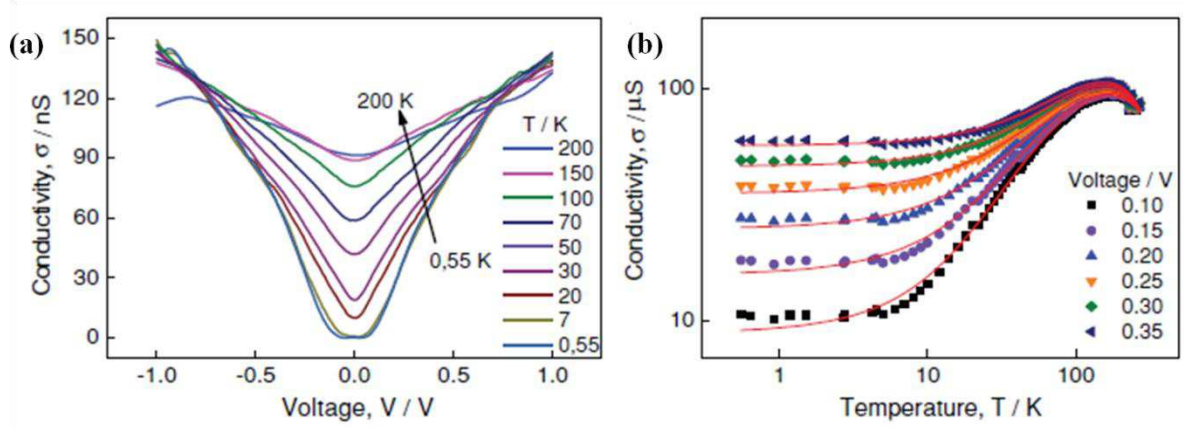 (a)
150
120
90
60
30
0
Conductivity, σ / nS
-1.0 -0.5 0.0 0.5 1.0
Voltage, V / V
200 K
0,55 K
T / K
200
150
100
70
50
30
20
7
0,55
(b)
100
10
Conductivity, σ / µS
1 10 100
Temperature, T / K
Voltage / V
0.10
0.15
0.20
0.25
0.30
0.35